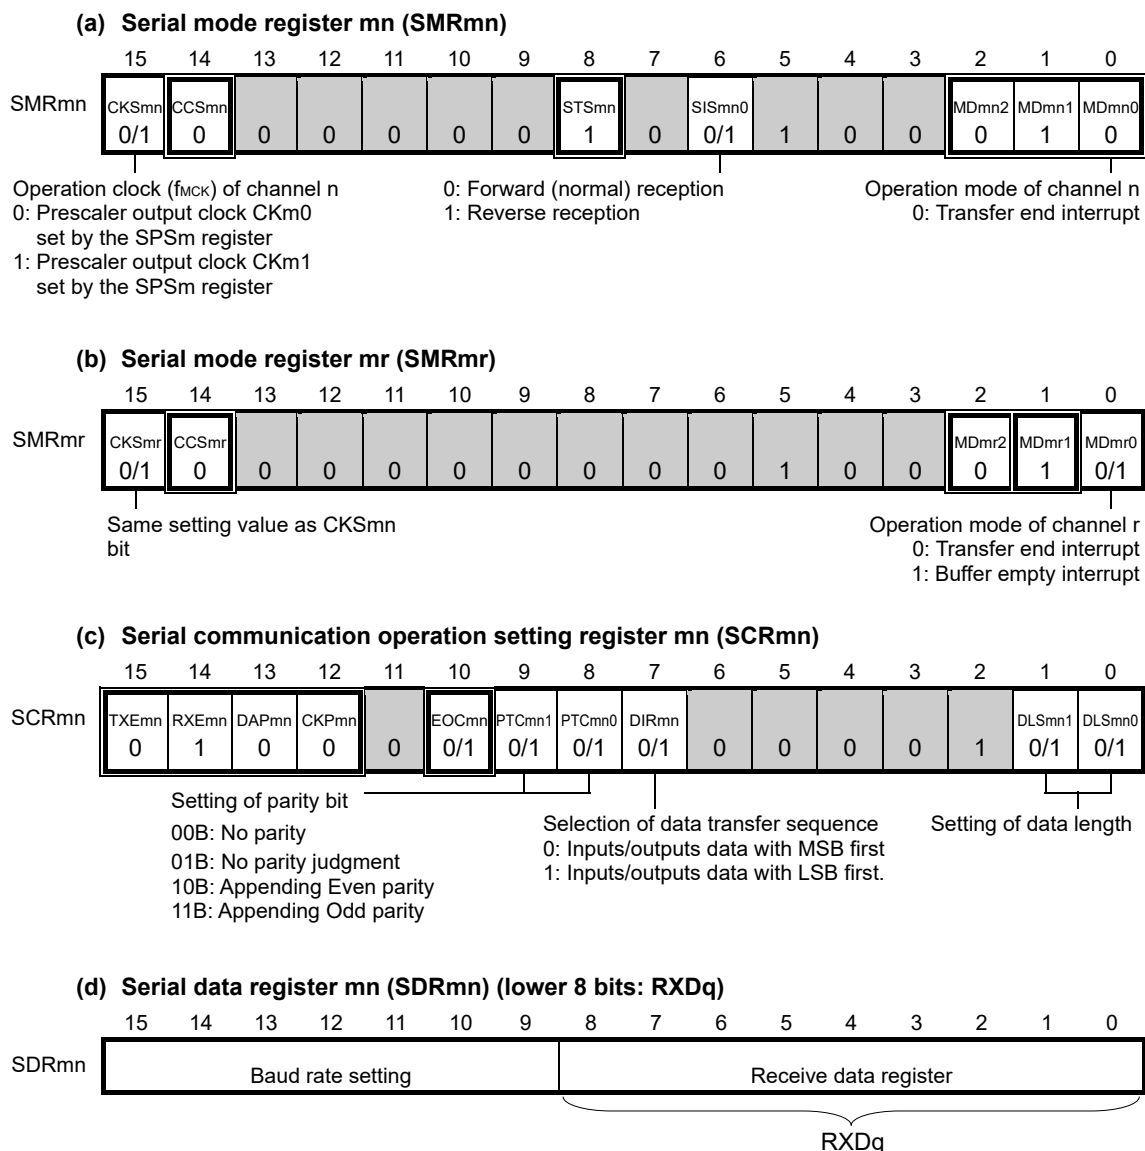 (a) Serial mode register mn (SMRmn)
15 14 13 12 11 10 9 8 7 6 5 4 3 2 1 0
SMRmn CKSmn CCSmn STSmn SISmn0 MDmn2 MDmn1 MDmn0
0/1 0 0 0 0 0 0 1 0 0/1 1 0 0 0 1 0
Operation clock (fMCK) of channel n
0: Prescaler output clock CKm0
set by the SPSm register
1: Prescaler output clock CKm1
set by the SPSm register
0: Forward (normal) reception
1: Reverse reception
Operation mode of channel n
0: Transfer end interrupt
(b) Serial mode register mr (SMRmr)
15 14 13 12 11 10 9 8 7 6 5 4 3 2 1 0
SMRmr CKSmr CCSmr MDmr2 MDmr1 MDmr0
0/1 0 0 0 0 0 0 0 0 0 1 0 0 0 1 0/1
Same setting value as CKSmn
bit
Operation mode of channel r
0: Transfer end interrupt
1: Buffer empty interrupt
(c) Serial communication operation setting register mn (SCRmn)
15 14 13 12 11 10 9 8 7 6 5 4 3 2 1 0
SCRmn TXEmn RXEmn DAPmn CKPmn EOCmn PTCmn1 PTCmn0 DIRmn DLSmn1 DLSmn0
0 1 0 0 0 0/1 0/1 0/1 0/1 0 0 0 0 1 0/1 0/1
Setting of parity bit
00B: No parity
01B: No parity judgment
10B: Appending Even parity
11B: Appending Odd parity
Selection of data transfer sequence
0: Inputs/outputs data with MSB first
1: Inputs/outputs data with LSB first.
Setting of data length
(d) Serial data register mn (SDRmn) (lower 8 bits: RXDq)
15 14 13 12 11 10 9 8 7 6 5 4 3 2 1 0
SDRmn Baud rate setting Receive data register
RXDq